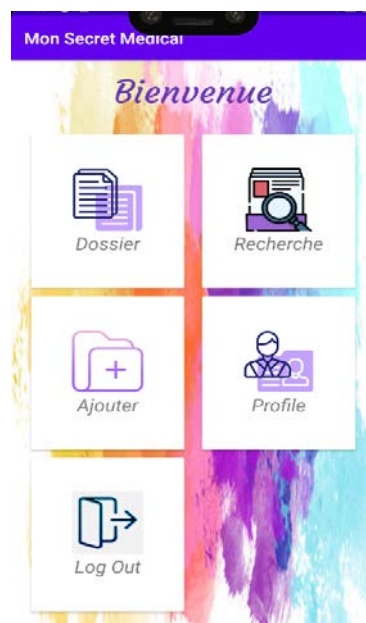 Mon Secret Medical
Bienvenue
Dossier
Recherche
Ajouter
Profile
Log Out